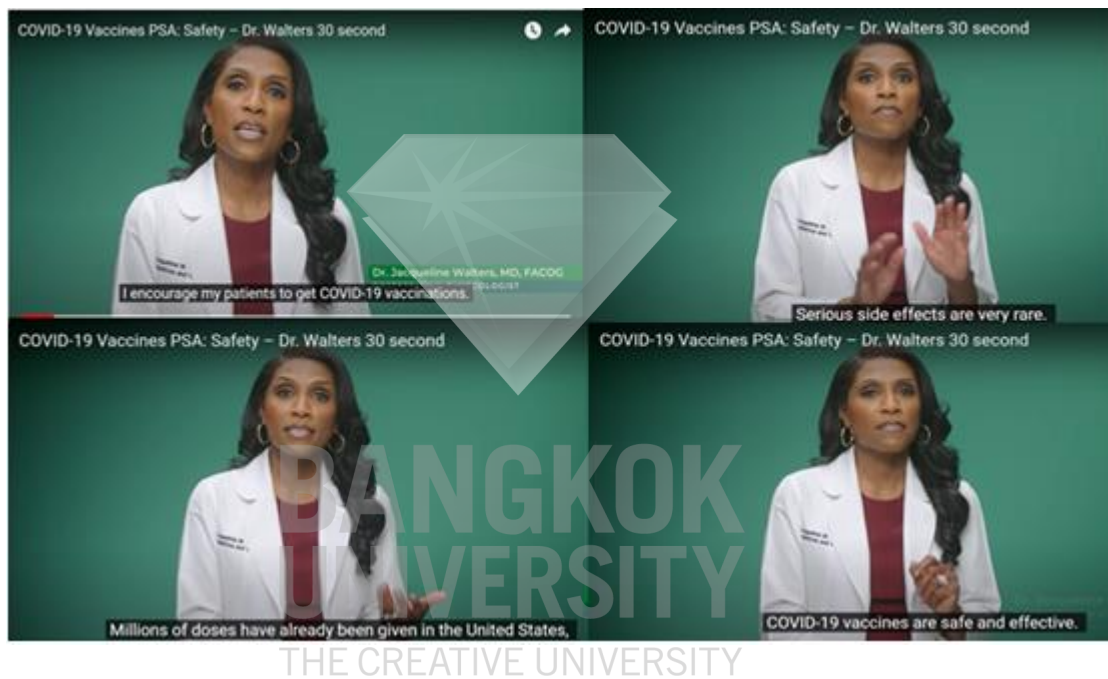 COVID-19 Vaccines PSA: Safety – Dr. Walters 30 second
Dr. Jacqueline Walters, MD, FACOG
I encourage my patients to get COVID-19 vaccinations.
COVID-19 Vaccines PSA: Safety – Dr. Walters 30 second
Serious side effects are very rare.
COVID-19 Vaccines PSA: Safety – Dr. Walters 30 second
Millions of doses have already been given in the United States,
COVID-19 Vaccines PSA: Safety – Dr. Walters 30 second
COVID-19 vaccines are safe and effective.
BANGKOK
UNIVERSITY
THE CREATIVE UNIVERSITY